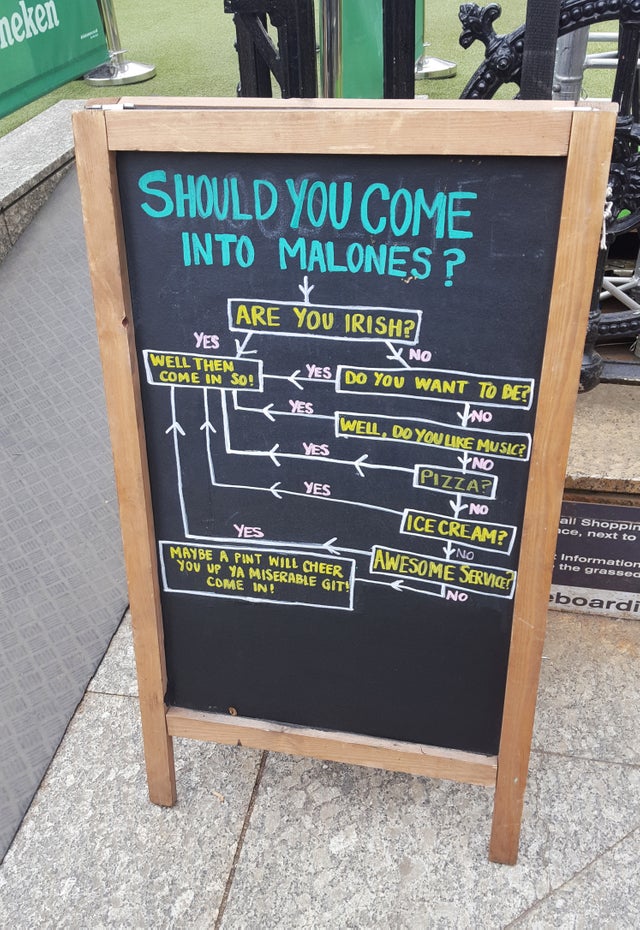 neken
SHOULD YOU COME
INTO MALONES?
ARE YOU IRISH?
YES
NO
WELL THEN
COME IN SO!
YES
DO YOU WANT TO BE?
NO
YES
WELL, DO YOU LIKE MUSIC?
NO
YES
PIZZA?
NO
YES
ICE CREAM?
NO
YES
AWESOME SERVICE?
NO
MAYBE A PINT WILL CHEER
YOU UP YA MISERABLE GIT!
COME IN!
all Shoppin
nce, next to
Information
the grassed
eboardi